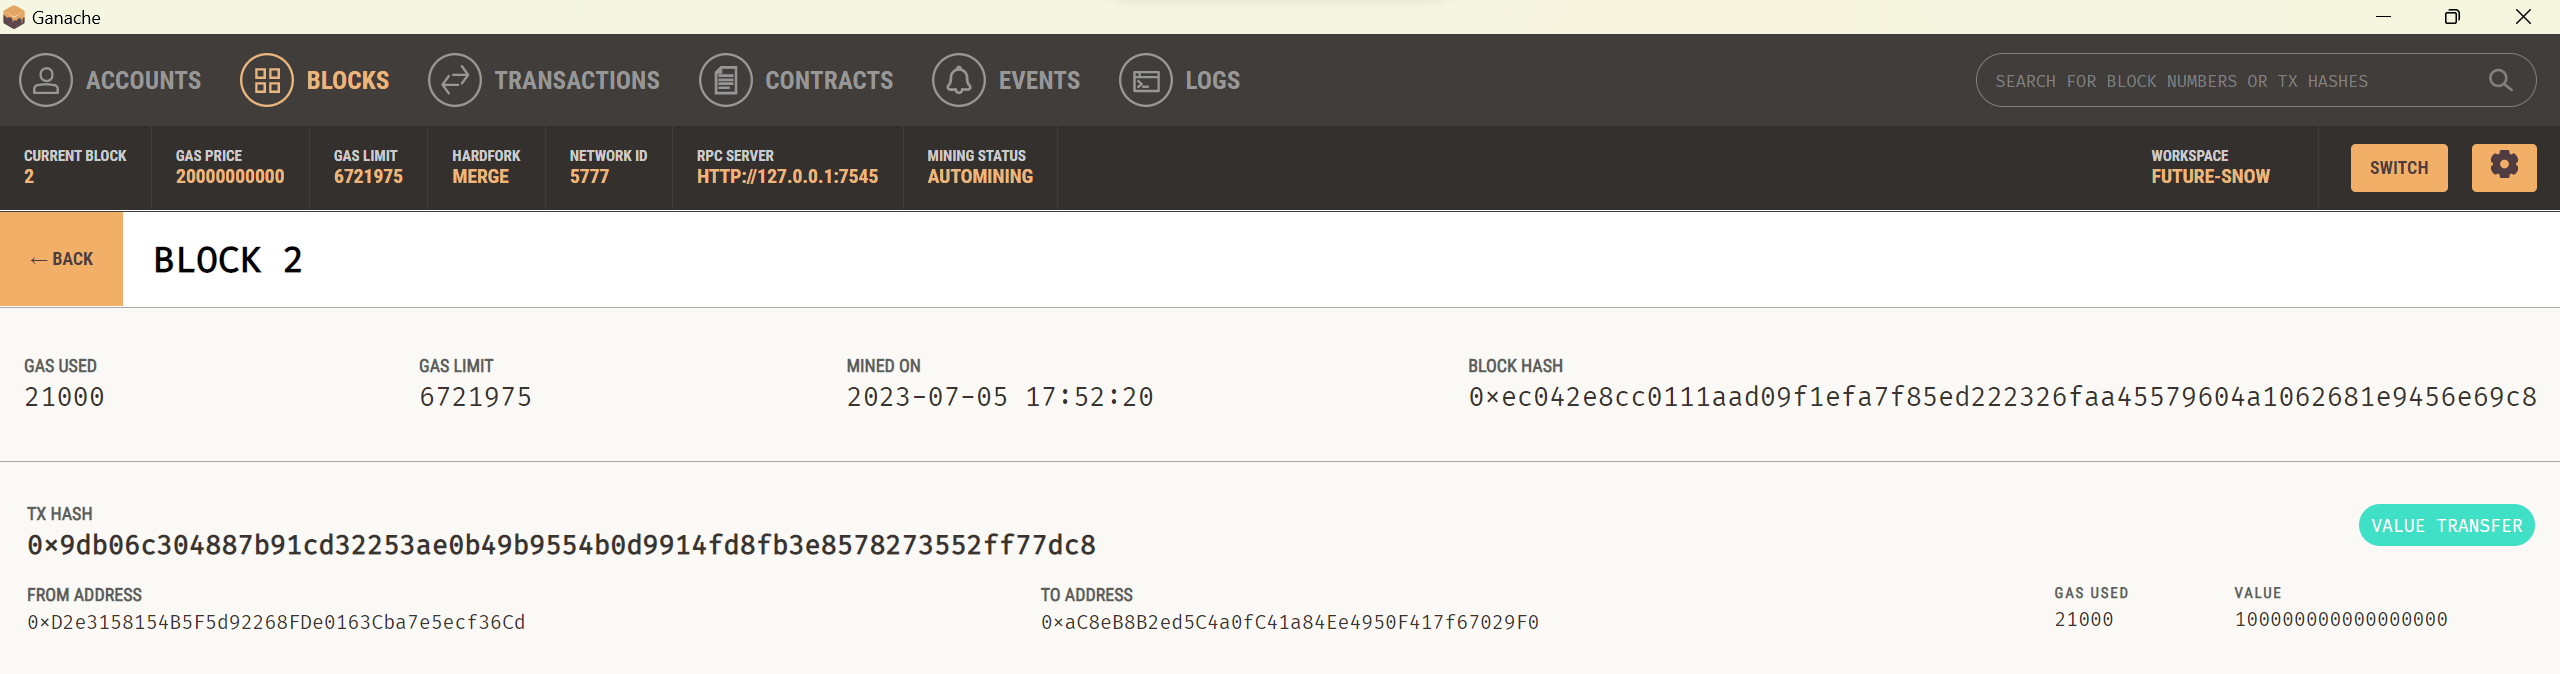 Ganache
ACCOUNTS BLOCKS TRANSACTIONS CONTRACTS EVENTS LOGS SEARCH FOR BLOCK NUMBERS OR TX HASHES
CURRENT BLOCK GAS PRICE GAS LIMIT HARDFORK NETWORK ID RPC SERVER MINING STATUS WORKSPACE
2 20000000000 6721975 MERGE 5777 HTTP://127.0.0.1:7545 AUTOMINING FUTURE-SNOW SWITCH
← BACK BLOCK 2
GAS USED GAS LIMIT MINED ON BLOCK HASH
21000 6721975 2023-07-05 17:52:20 0×ec042e8cc0111aad09f1efa7f85ed222326faa45579604a1062681e9456e69c8
TX HASH
0×9db06c304887b91cd32253ae0b49b9554b0d9914fd8fb3e8578273552ff77dc8 VALUE TRANSFER
FROM ADDRESS TO ADDRESS GAS USED VALUE
0×D2e3158154B5F5d92268FDe0163Cba7e5ecf36Cd 0×aC8eB8B2ed5C4a0fC41a84Ee4950F417f67029F0 21000 100000000000000000